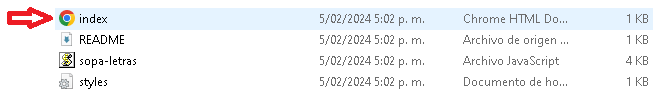 index 5/02/2024 5:02 p. m. Chrome HTML Do... 1 KB
README 5/02/2024 5:02 p. m. Archivo de origen ... 1 KB
sopa-letras 5/02/2024 5:02 p. m. Archivo JavaScript 4 KB
styles 5/02/2024 5:02 p. m. Documento de ho... 1 KB